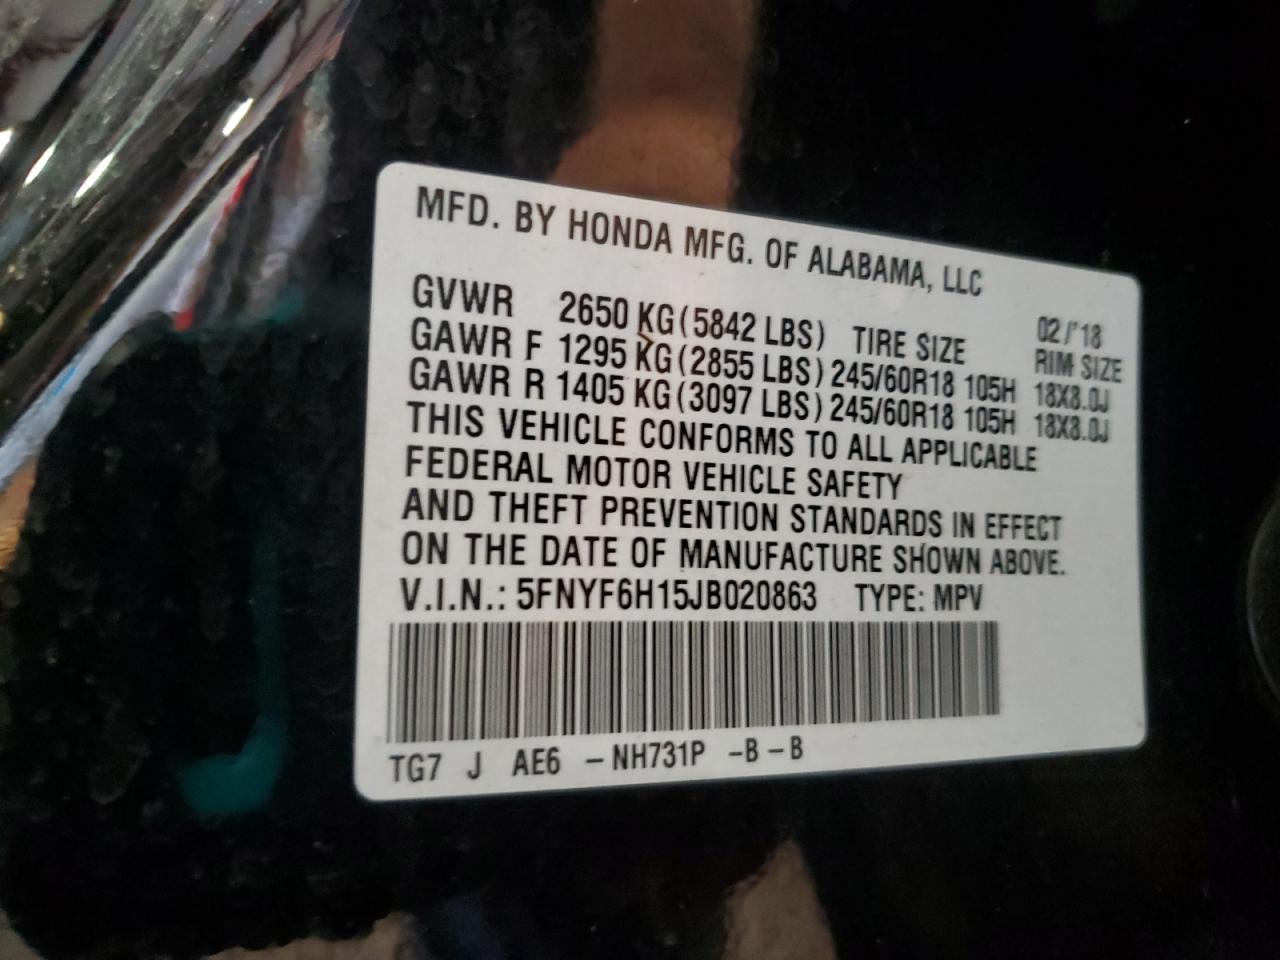 MFD. BY HONDA MFG. OF ALABAMA, LLC
02/'18
GVWR 2650 KG(5842 LBS) TIRE SIZE RIM SIZE
GAWR F 1295 KG(2855 LBS) 245/60R18 105H 18X8.0J
GAWR R 1405 KG(3097 LBS) 245/60R18 105H 18X8.0J
THIS VEHICLE CONFORMS TO ALL APPLICABLE
FEDERAL MOTOR VEHICLE SAFETY
AND THEFT PREVENTION STANDARDS IN EFFECT
ON THE DATE OF MANUFACTURE SHOWN ABOVE.
V.I.N.: 5FNYF6H15JB020863 TYPE: MPV
TG7 J AE6 -NH731P -B-B